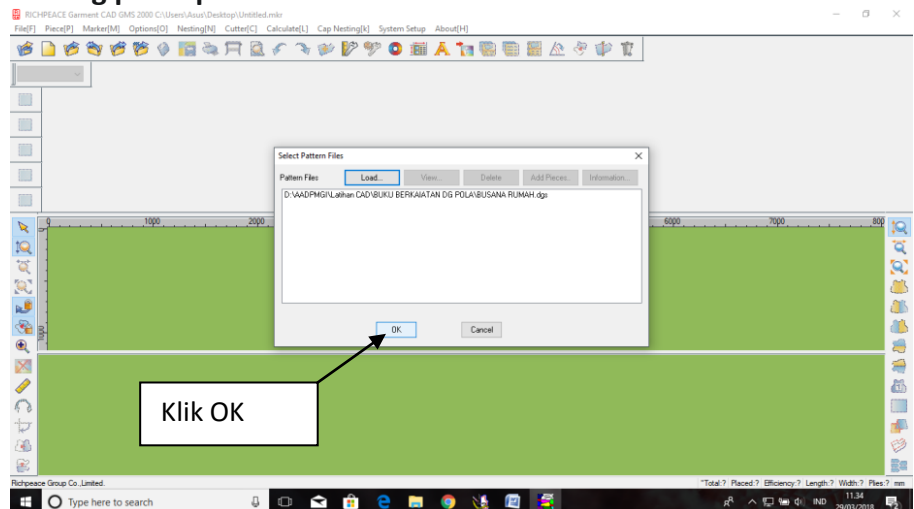 RICHPEACE Garment CAD GMS 2000 C:\Users\Asus\Desktop\Untitled.mkr
File[F] Piece[P] Marker[M] Options[O] Nesting[N] Cutter[C] Calculate[L] Cap Nesting[k] System Setup About[H]
Select Pattern Files
Pattern Files Load... View... Delete Add Pieces.. Information...
D:\AADPMGI\Latihan CAD\BUKU BERKAIATAN DG POLA\BUSANA RUMAH.dgs
0 1000 2000 6000 7000 800
OK Cancel
Klik OK
Richpeace Group Co.,Limited.
"Total:? Placed:? Efficiency:? Length:? Width:? Plies:? mm
Type here to search
IND 11.34
29/03/2018